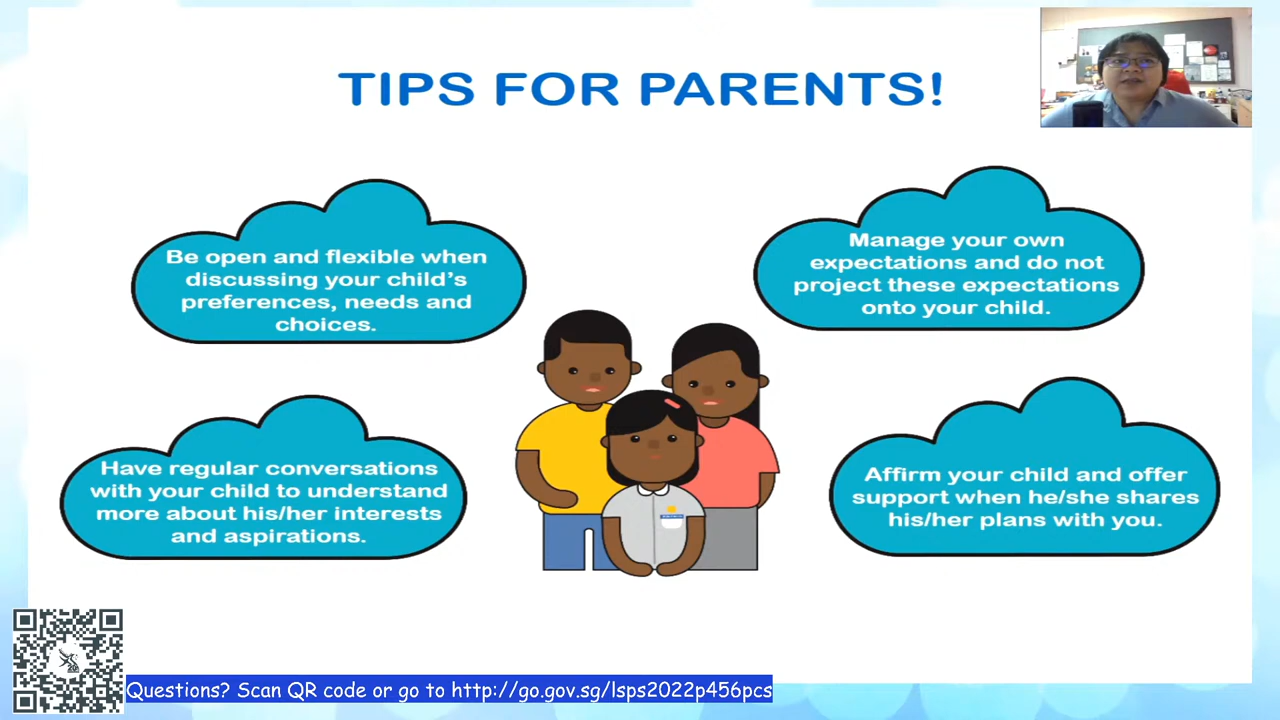 TIPS FOR PARENTS!
Be open and flexible when
discussing your child's
preferences, needs and
choices.
Manage your own
expectations and do not
project these expectations
onto your child.
Have regular conversations
with your child to understand
more about his/her interests
and aspirations.
Affirm your child and offer
support when he/she shares
his/her plans with you.
Questions? Scan QR code or go to http://go.gov.sg/lsps2022p456pcs